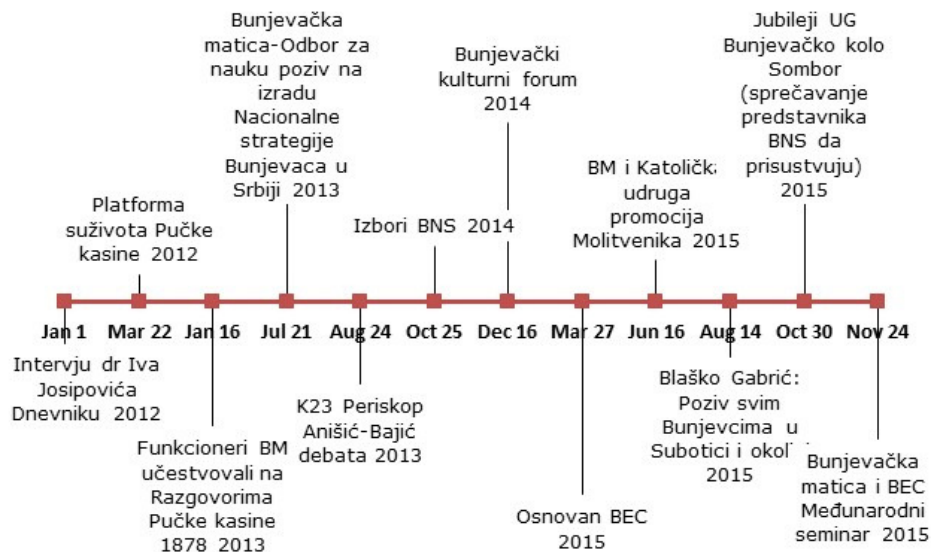 Bunjevačka
matica-Odbor za
nauku poziv na
izradu
Nacionalne
strategije
Bunjevaca u
Srbiji 2013
Bunjevački
kulturni forum
2014
Jubileji UG
Bunjevačko kolo
Sombor
(sprečavanje
predstavnika
BNS da
prisustvuju)
2015
Platforma
suživota Pučke
kasine 2012
Izbori BNS 2014
BM i Katolička
udruga
promocija
Molitvenika 2015
Jan 1 Mar 22 Jan 16 Jul 21 Aug 24 Oct 25 Dec 16 Mar 27 Jun 16 Aug 14 Oct 30 Nov 24
Intervju dr Iva
Josipovića
Dnevniku 2012
Funkcioneri BM
učestvovali na
Razgovorima
Pučke kasine
1878 2013
K23 Periskop
Anišić-Bajić
debata 2013
Osnovan BEC
2015
Blaško Gabrić:
Poziv svim
Bunjevcima u
Subotici i
2015
Bunjevačka
matica i BEC
Međunarodni
seminar 2015